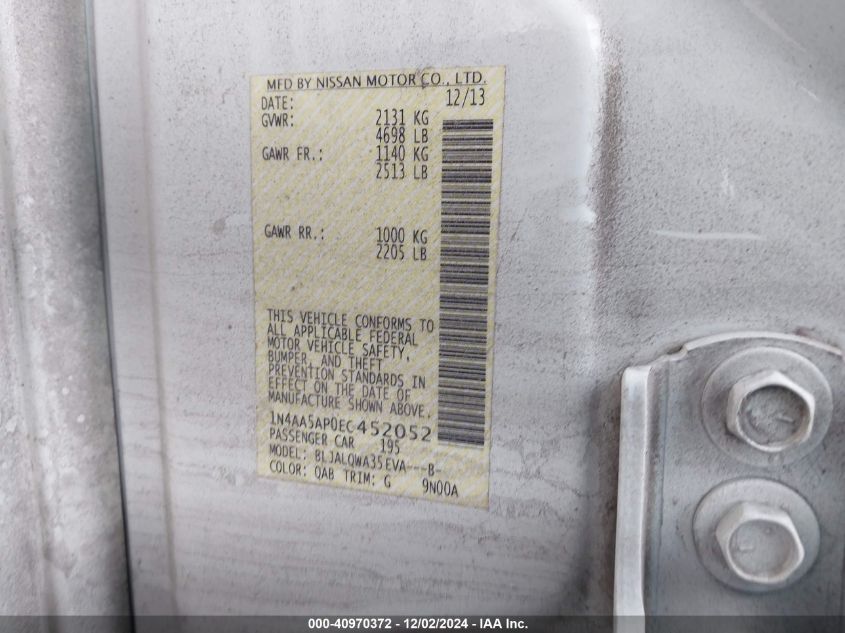 MFD BY NISSAN MOTOR CO., LTD.
DATE: 12/13
GVWR: 2131 KG
4698 LB
GAWR FR.: 1140 KG
2513 LB
GAWR RR.: 1000 KG
2205 LB
THIS VEHICLE CONFORMS TO
ALL APPLICABLE FEDERAL
MOTOR VEHICLE SAFETY,
BUMPER, AND THEFT
PREVENTION STANDARDS IN
EFFECT ON THE DATE OF
MANUFACTURE SHOWN ABOVE.
1N4AA5AP0EC452052
PASSENGER CAR 195
MODEL: BLJALQWA35EVA---B-
COLOR: QAB TRIM: G 9N00A
000-40970372 - 12/02/2024 - IAA Inc.